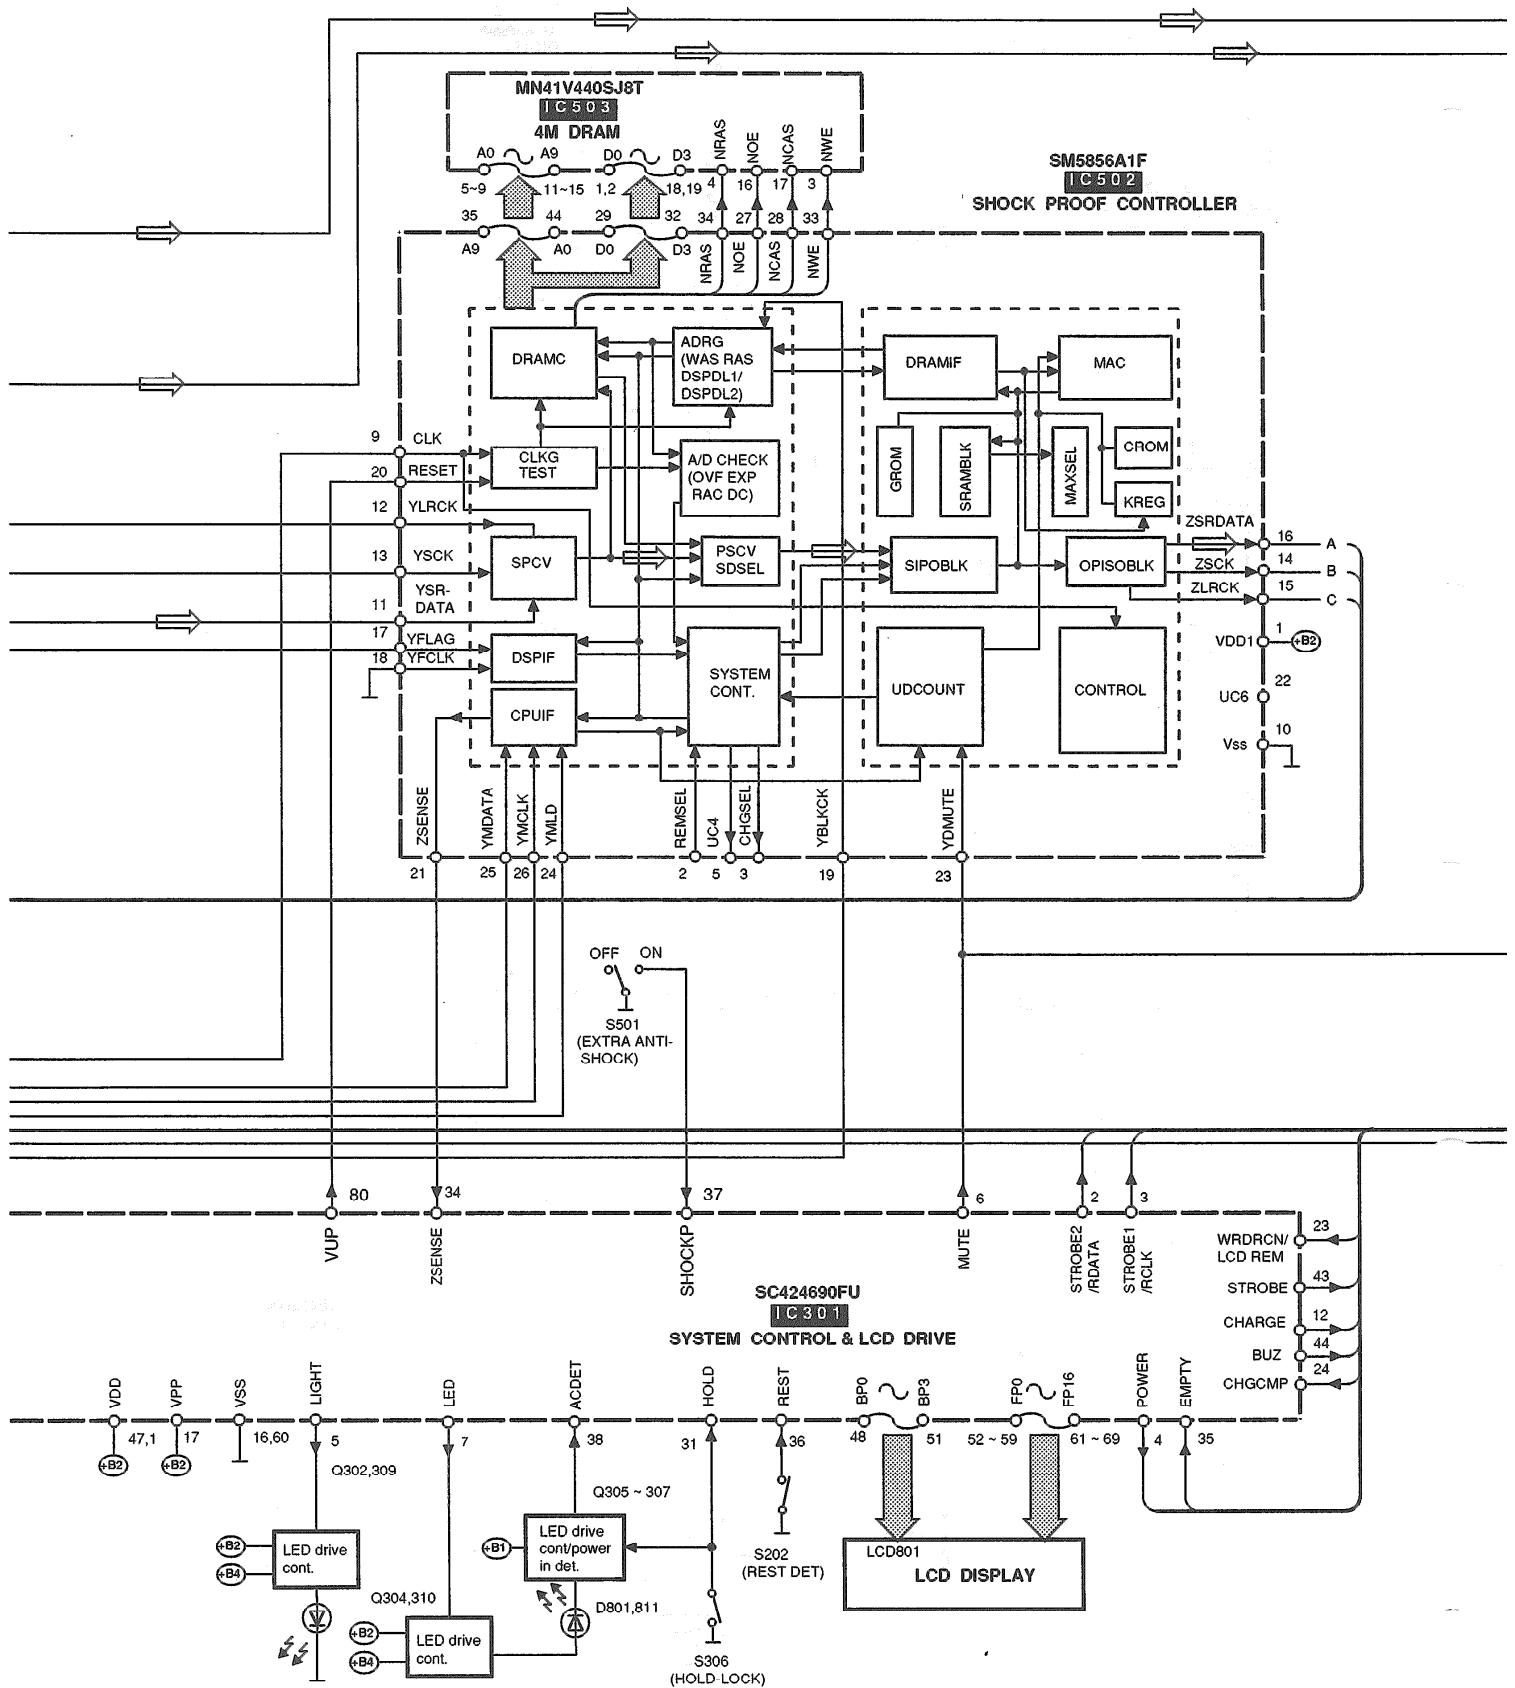 MN41V440SJ8T
IC503
4M DRAM
A0 A9 D0 D3 NRAS NOE NCAS NWE
5~9 11~15 1,2 18,19 4 16 17 3
35 44 29 32 34 27 28 33
A9 A0 D0 D3 NRAS NOE NCAS NWE
SM5856A1F
IC502
SHOCK PROOF CONTROLLER
DRAMC
ADRG
(WAS RAS
DSPDL1/
DSPDL2)
DRAMIF
MAC
9 CLK
20 RESET
12 YLRCK
13 YSCK
YSR-
DATA
11
17 YFLAG
18 YFCLK
CLKG
TEST
A/D CHECK
(OVF EXP
RAC DC)
GROM
SRAMBLK
MAXSEL
CROM
KREG
SPCV
PSCV
SDSEL
SIPOBLK
OPISOBLK
ZSRDATA 16 A
ZSCK 14 B
ZLRCK 15 C
VDD1 1 +B2
UC6 22
Vss 10
DSPIF
CPUIF
SYSTEM
CONT.
UDCOUNT
CONTROL
ZSENSE YMDATA YMCLK YMLD REMSEL UC4 CHGSEL YBLKCK YDMUTE
21 25 26 24 2 5 3 19 23
OFF ON
S501
(EXTRA ANTI-
SHOCK)
80 34 37 6 2 3
VUP ZSENSE SHOCKP MUTE
STROBE2
/RDATA
STROBE1
/RCLK
WRDRCN/
LCD REM
23
STROBE 43
CHARGE 12
BUZ 44
CHGCMP 24
SC424690FU
IC301
SYSTEM CONTROL & LCD DRIVE
VDD VPP VSS LIGHT LED ACDET HOLD REST BP0 BP3 FP0 FP16 POWER EMPTY
47,1 17 16,60 5 7 38 31 36 48 51 52~59 61~69 4 35
+B2 +B2
Q302,309
Q305~307
+B2
+B4
LED drive
cont.
+B1
LED drive
cont/power
in det.
S202
(REST DET)
LCD801
LCD DISPLAY
Q304,310
D801,811
+B2
+B4
LED drive
cont.
S306
(HOLD-LOCK)